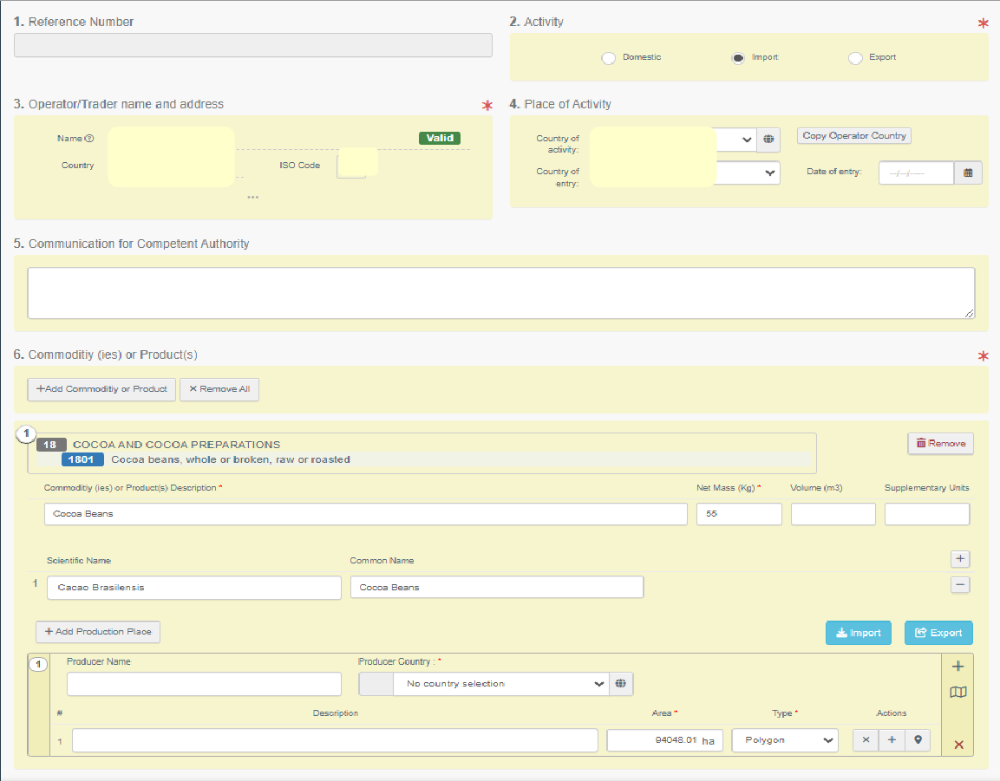 1. Reference Number
2. Activity *
Domestic Import Export
3. Operator/Trader name and address *
Name Valid
Country ISO Code
...
4. Place of Activity
Country of
activity:
Copy Operator Country
Country of
entry:
Date of entry: --/--/----
5. Communication for Competent Authority
6. Commoditiy (ies) or Product(s) *
+Add Commoditiy or Product × Remove All
1
18 COCOA AND COCOA PREPARATIONS
Remove
1801 Cocoa beans, whole or broken, raw or roasted
Commoditiy (ies) or Product(s) Description * Net Mass (Kg) * Volume (m3) Supplementary Units
Cocoa Beans 55
Scientific Name Common Name +
1 Cacao Brasilensis Cocoa Beans −
+ Add Production Place Import Export
1 Producer Name Producer Country : * +
No country selection
# Description Area * Type * Actions
1 94048.01 ha Polygon × + ×